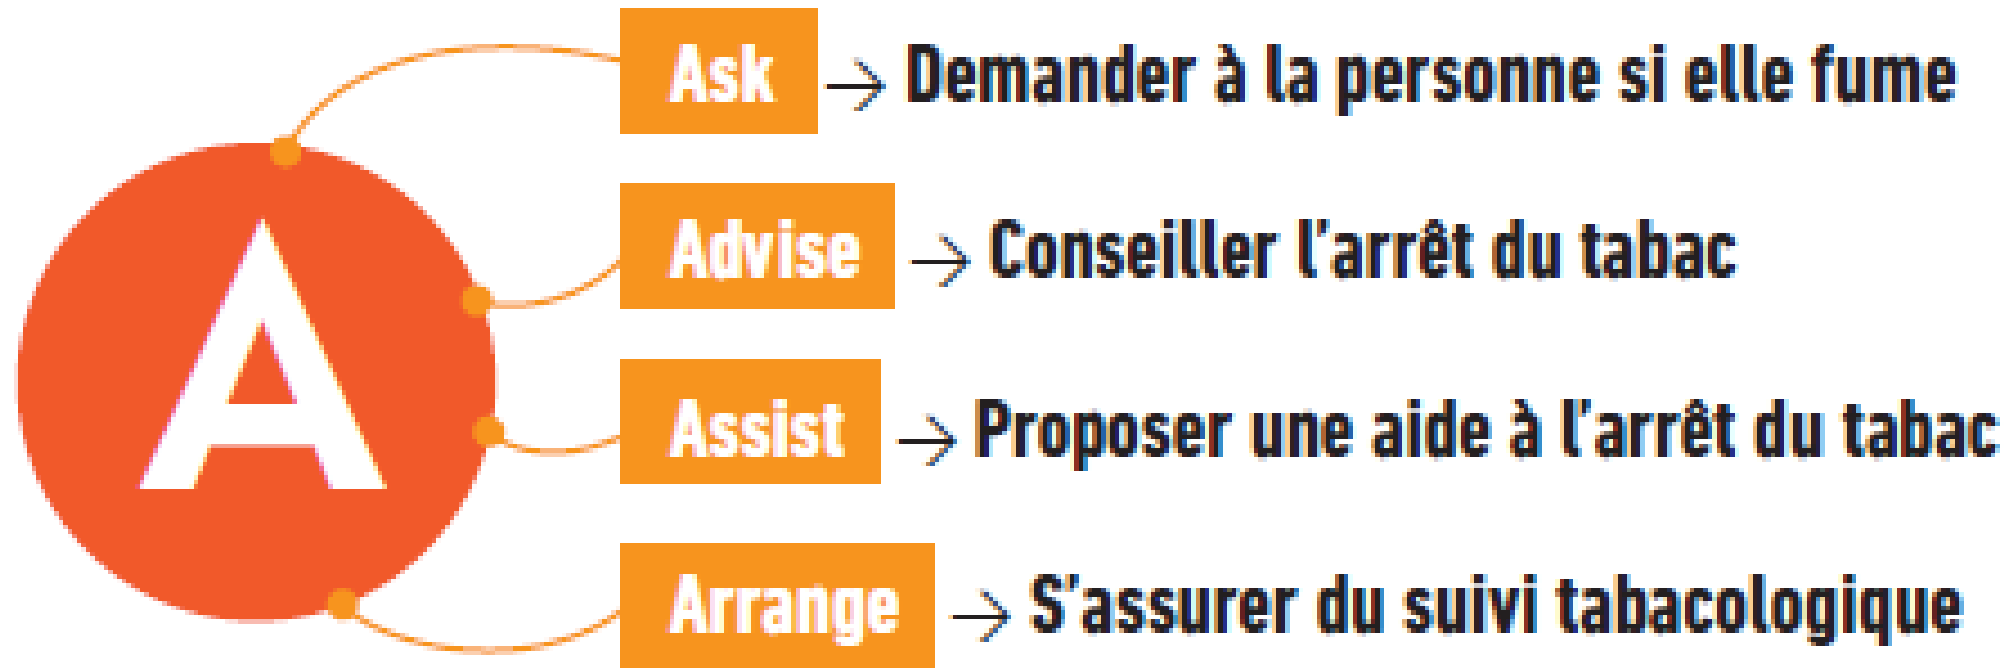 A
Ask → Demander à la personne si elle fume
Advise → Conseiller l'arrêt du tabac
Assist → Proposer une aide à l'arrêt du tabac
Arrange → S'assurer du suivi tabacologique